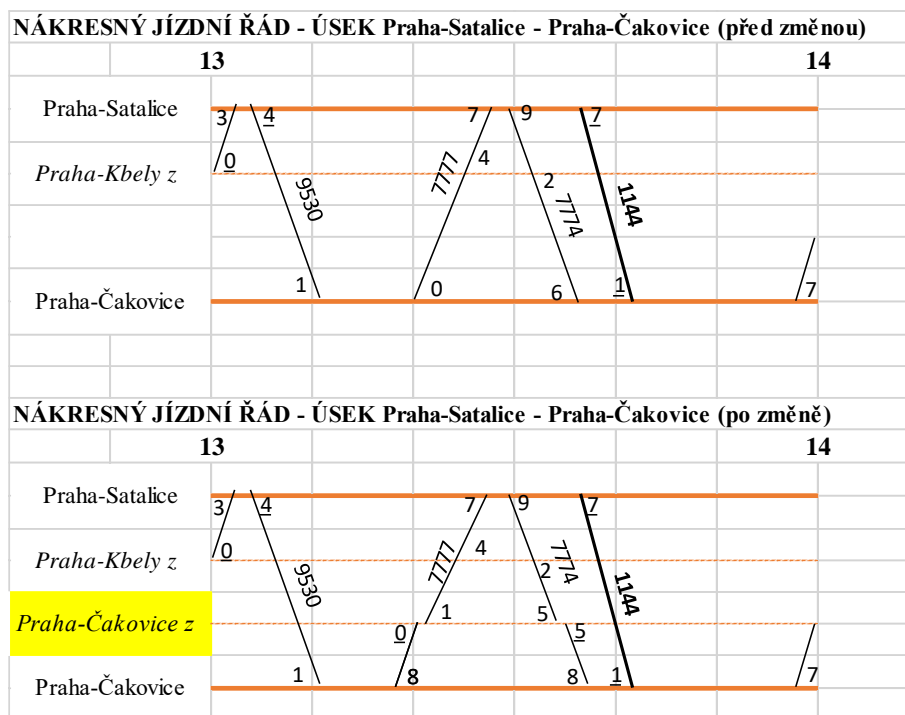 NÁKRESNÝ JÍZDNÍ ŘÁD - ÚSEK Praha-Satalice - Praha-Čakovice (před změnou)
13 14
Praha-Satalice 3 4 7 9 7
Praha-Kbely z 0 4 2
9530 7777 7774 1144
Praha-Čakovice 1 0 6 1 7
NÁKRESNÝ JÍZDNÍ ŘÁD - ÚSEK Praha-Satalice - Praha-Čakovice (po změně)
13 14
Praha-Satalice 3 4 7 9 7
Praha-Kbely z 0 4 2
9530 7777 7774 1144
Praha-Čakovice z 0 1 5 5
Praha-Čakovice 1 8 8 1 7